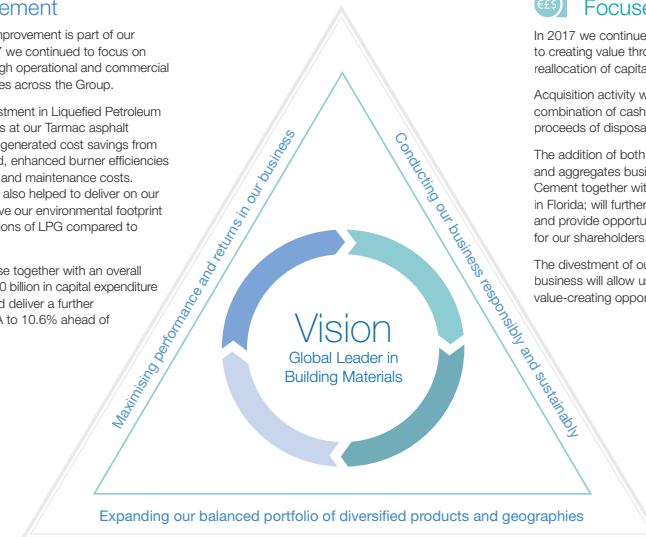 ement
mprovement is part of our
7 we continued to focus on
gh operational and commercial
es across the Group.
stment in Liquefied Petroleum
s at our Tarmac asphalt
generated cost savings from
d, enhanced burner efficiencies
and maintenance costs.
also helped to deliver on our
ve our environmental footprint
ions of LPG compared to
se together with an overall
0 billion in capital expenditure
d deliver a further
A to 10.6% ahead of
Maximising performance and returns in our business
Conducting our business responsibly and sustainably
Vision
Global Leader in
Building Materials
Expanding our balanced portfolio of diversified products and geographies
€£$
Focuse
In 2017 we continue
to creating value thro
reallocation of capita
Acquisition activity w
combination of cash
proceeds of disposa
The addition of both
and aggregates busi
Cement together wit
in Florida; will further
and provide opportu
for our shareholders
The divestment of ou
business will allow us
value-creating oppor